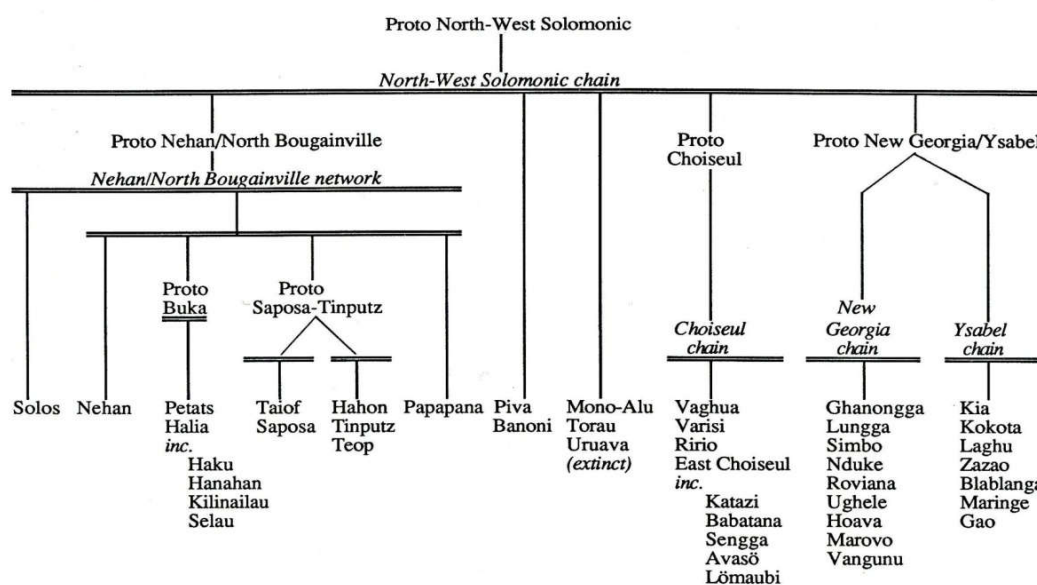 Proto North-West Solomonic
North-West Solomonic chain
Proto Nehan/North Bougainville
Nehan/North Bougainville network
Proto
Choiseul
Proto New Georgia/Ysabel
Proto
Buka
Proto
Saposa-Tinputz
Choiseul
chain
New
Georgia
chain
Ysabel
chain
Solos
Nehan
Petats
Halia
inc.
Haku
Hanahan
Kilinailau
Selau
Taiof
Saposa
Hahon
Tinputz
Teop
Papapana
Piva
Banoni
Mono-Alu
Torau
Uruava
(extinct)
Vaghua
Varisi
Ririo
East Choiseul
inc.
Katazi
Babatana
Sengga
Avasö
Lömaubi
Ghanongga
Lungga
Simbo
Nduke
Roviana
Ughele
Hoava
Marovo
Vangunu
Kia
Kokota
Laghu
Zazao
Blablanga
Maringe
Gao